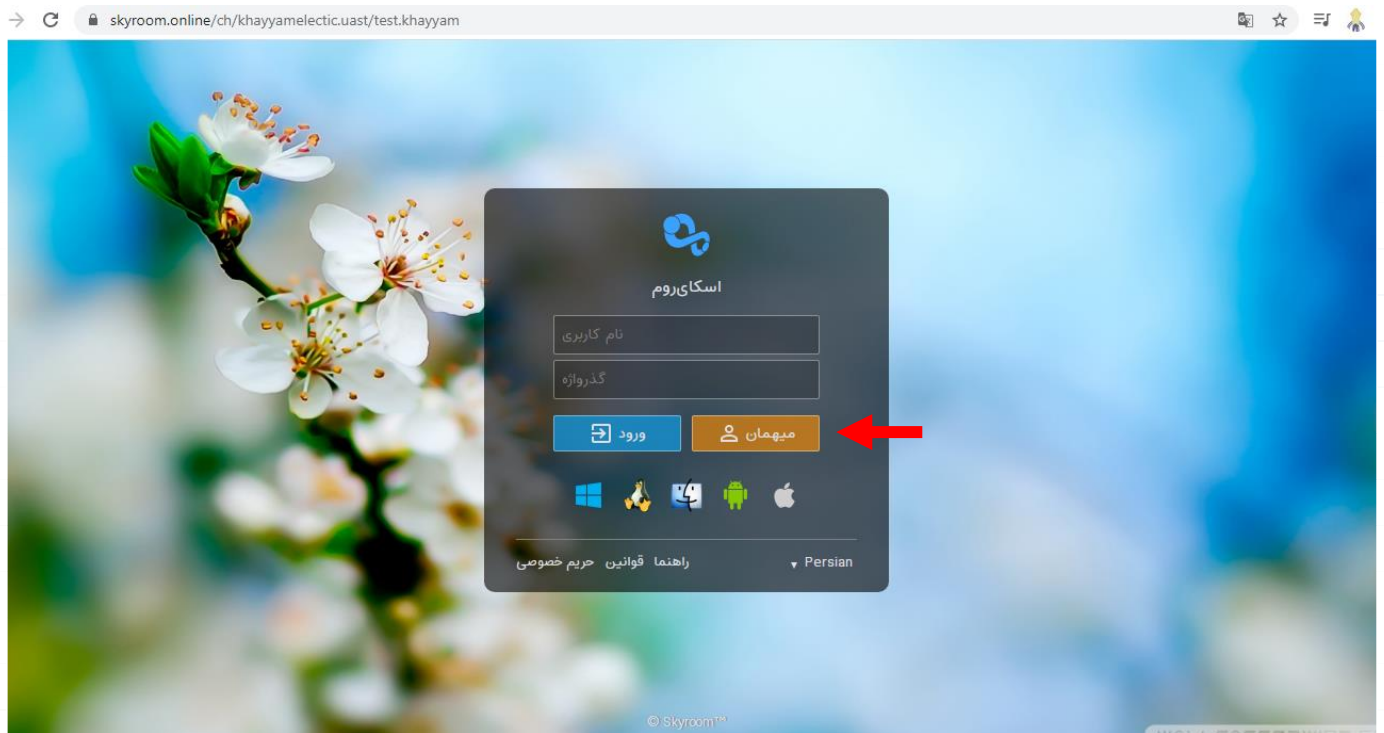 skyroom.online/ch/khayyamelectic.uast/test.khayyam
اسکای‌روم
نام کاربری
گذرواژه
میهمان ورود
راهنما قوانین حریم خصوصی Persian
© Skyroom™